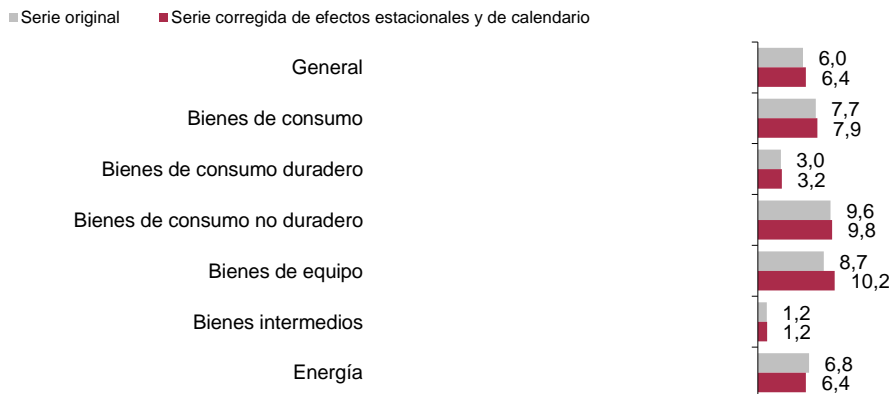 Serie original Serie corregida de efectos estacionales y de calendario
General 6,0
6,4
Bienes de consumo 7,7
7,9
Bienes de consumo duradero 3,0
3,2
Bienes de consumo no duradero 9,6
9,8
Bienes de equipo 8,7
10,2
Bienes intermedios 1,2
1,2
Energía 6,8
6,4